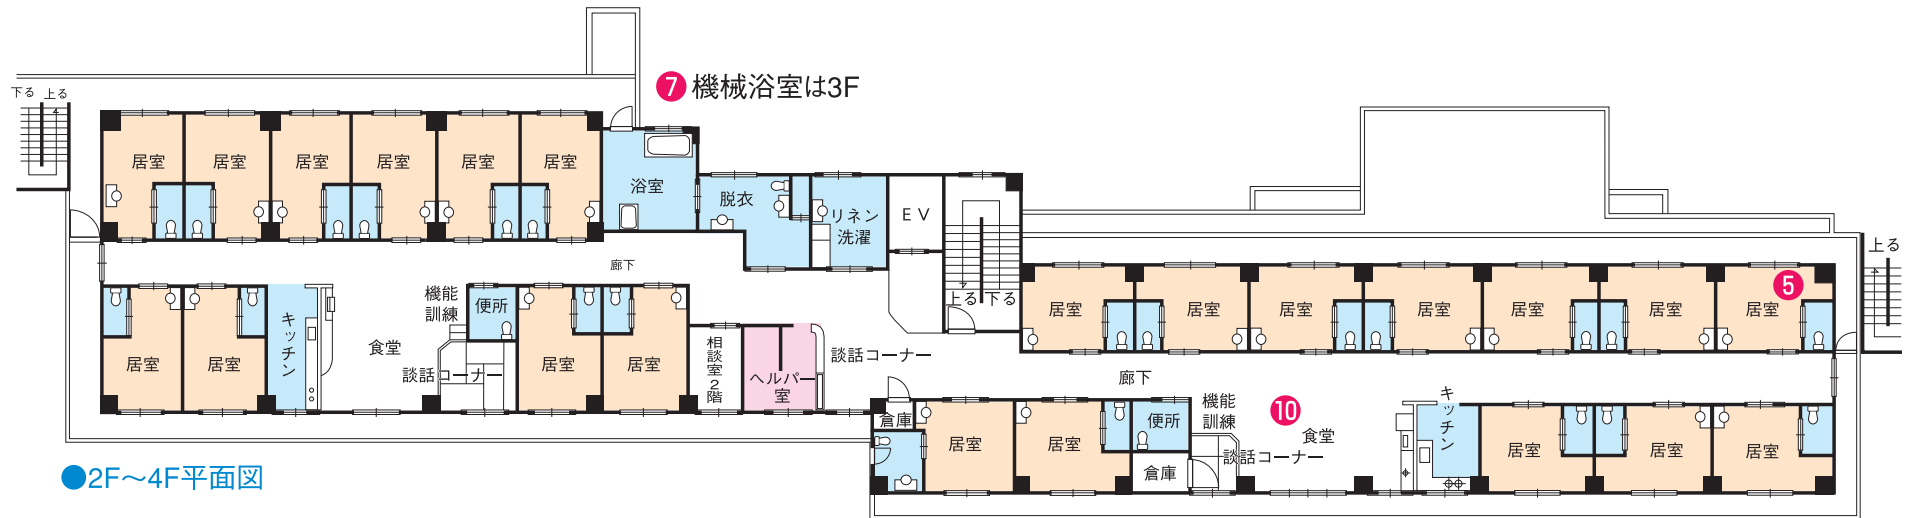 ❼ 機械浴室は3F
下る 上る
居室 居室 居室 居室 居室 居室
浴室
脱衣
リネン
洗濯
EV
廊下
上る 下る
上る
居室 居室 居室 居室 居室 居室 居室
❺
機能
訓練
便所
キッチン
食堂
談話コーナー
居室 居室
居室 居室
相談室2階
ヘルパー
室
談話コーナー
廊下
倉庫
居室 居室
便所
倉庫
機能
訓練
❿
食堂
談話コーナー
キッチン
居室 居室 居室
●2F～4F平面図